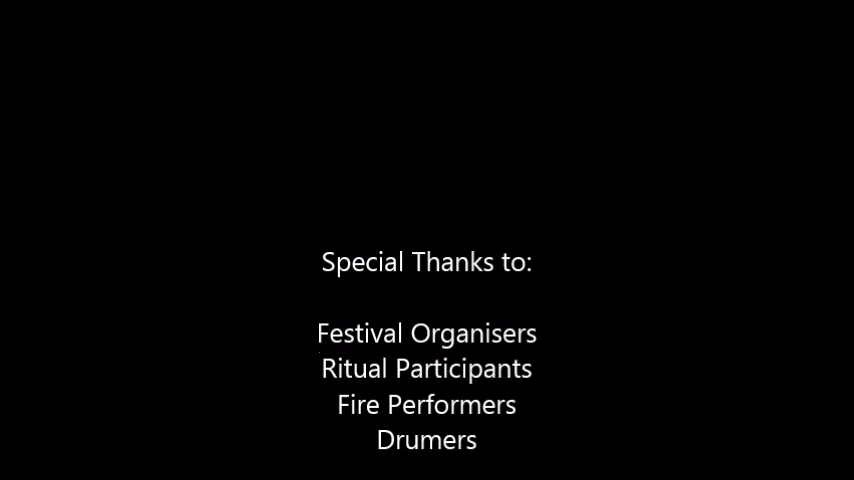 Special Thanks to:
Festival Organisers
Ritual Participants
Fire Performers
Drumers